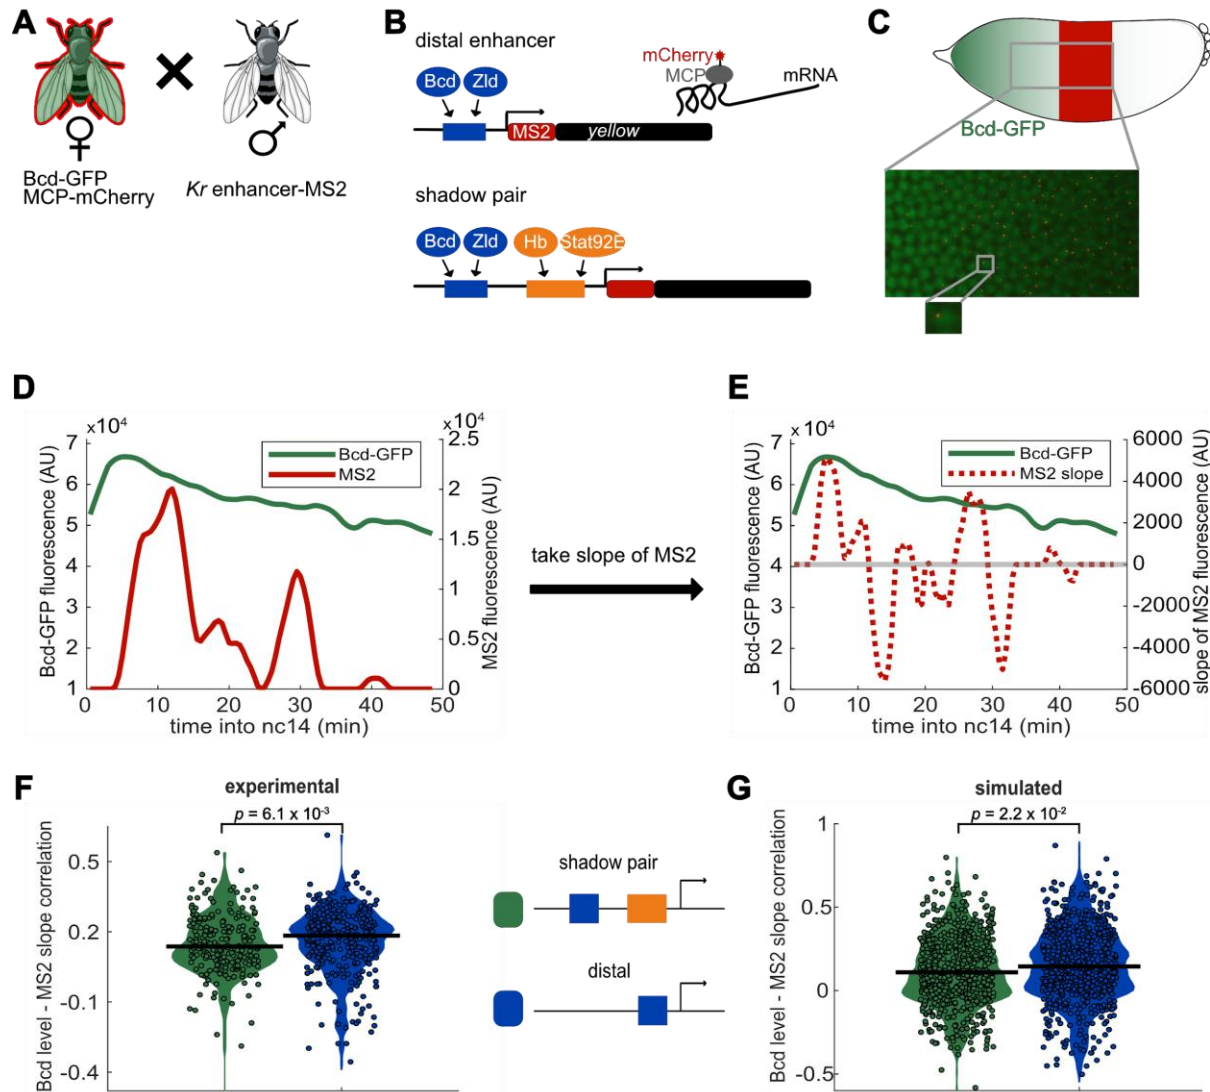 A
Bcd-GFP
MCP-mCherry
Kr enhancer-MS2
B
distal enhancer
Bcd
Zld
mCherry
MCP
mRNA
MS2
yellow
shadow pair
Bcd
Zld
Hb
Stat92E
C
Bcd-GFP
D
x10⁴
x10⁴
Bcd-GFP fluorescence (AU)
7
6
5
4
3
2
1
Bcd-GFP
MS2
2.5
2
1.5
1
0.5
0
MS2 fluorescence (AU)
0
10
20
30
40
50
time into nc14 (min)
take slope of MS2
E
x10⁴
Bcd-GFP fluorescence (AU)
7
6
5
4
3
2
1
Bcd-GFP
MS2 slope
6000
4000
2000
0
-2000
-4000
-6000
slope of MS2 fluorescence (AU)
0
10
20
30
40
50
time into nc14 (min)
F
experimental
p = 6.1 x 10⁻³
Bcd level - MS2 slope correlation
0.5
0.2
-0.1
-0.4
shadow pair
distal
G
simulated
p = 2.2 x 10⁻²
Bcd level - MS2 slope correlation
1
0.5
0
-0.5